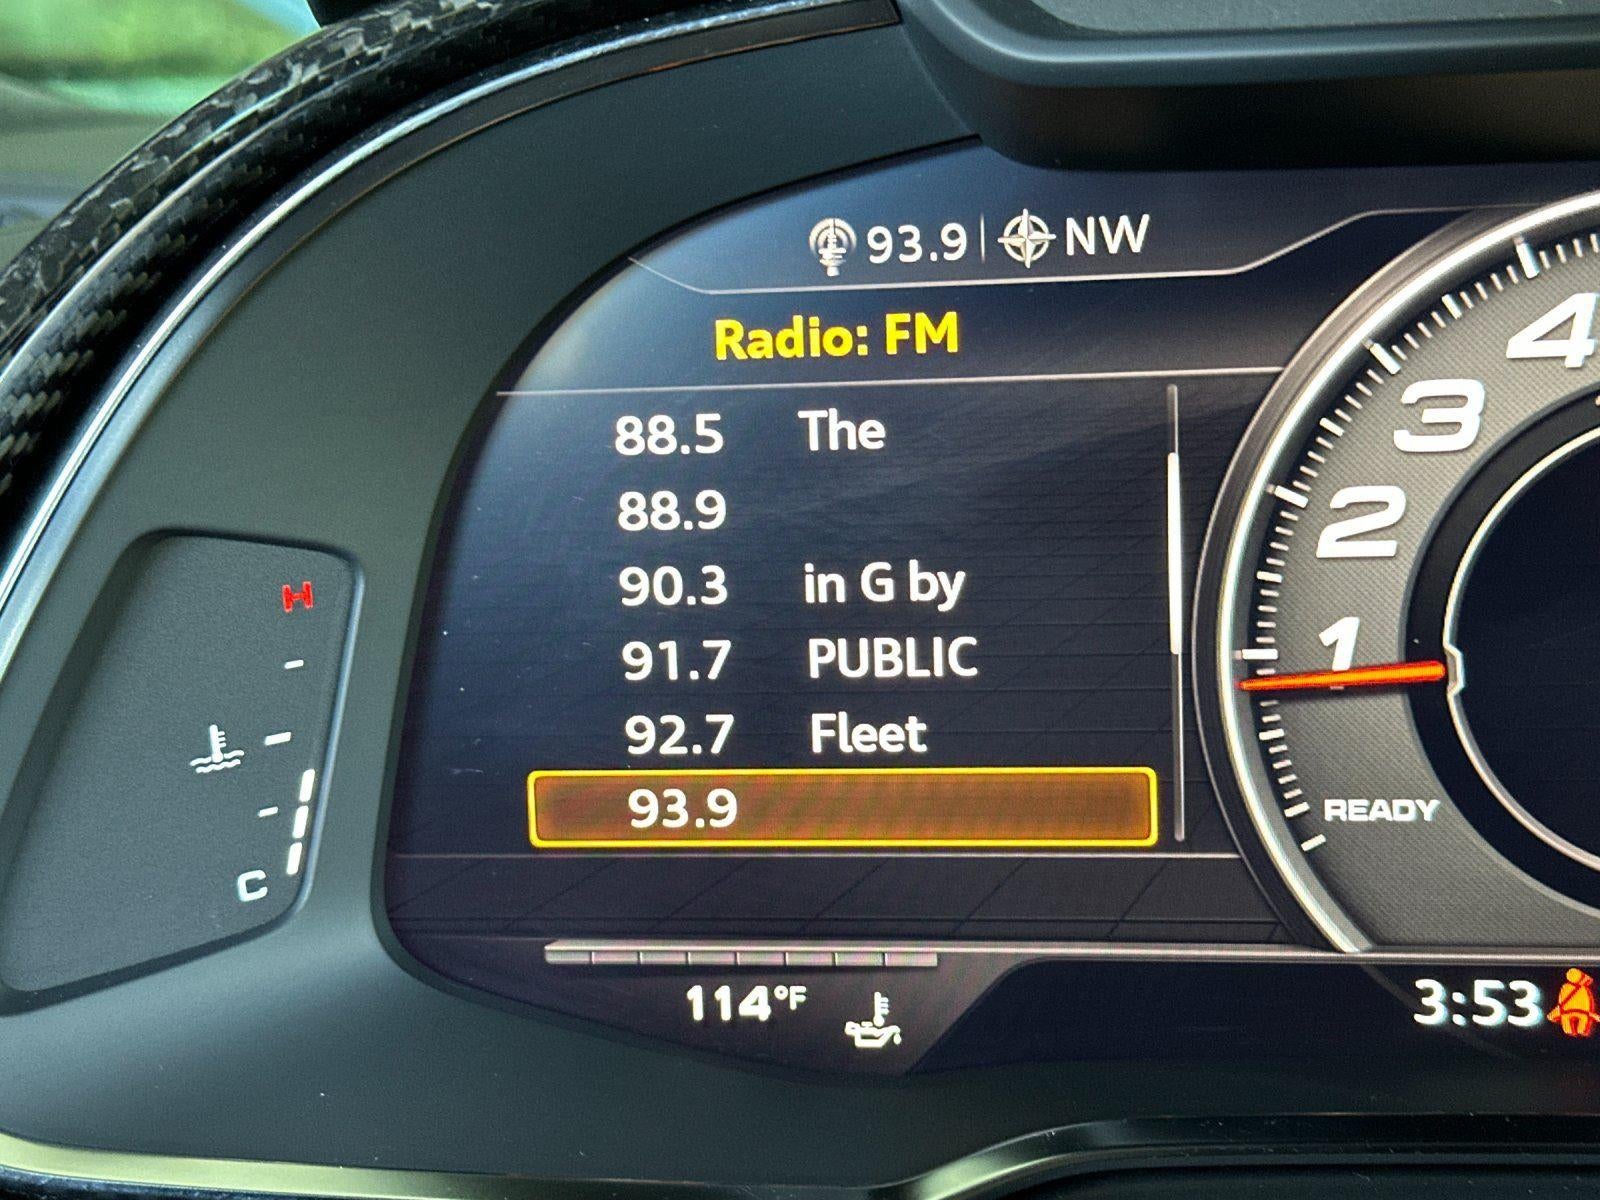 93.9 | NW
Radio: FM
88.5 The
88.9
90.3 in G by
91.7 PUBLIC
92.7 Fleet
93.9
4
3
2
1
READY
H
C
114°F
3:53